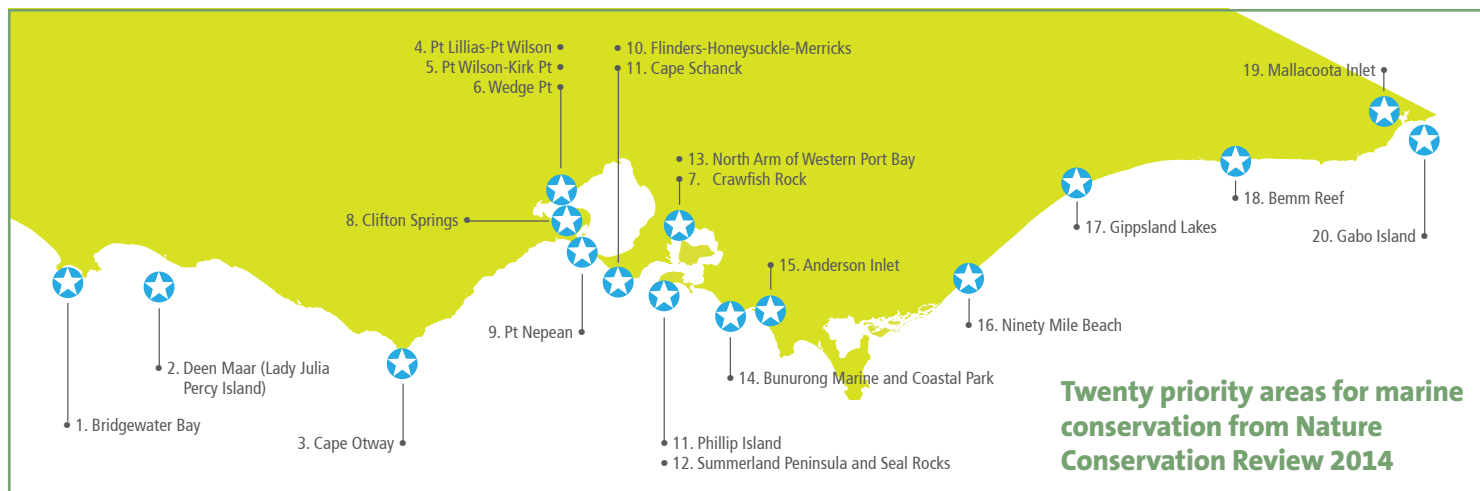 4. Pt Lillias-Pt Wilson
5. Pt Wilson-Kirk Pt
6. Wedge Pt
10. Flinders-Honeysuckle-Merricks
11. Cape Schanck
19. Mallacoota Inlet
13. North Arm of Western Port Bay
7. Crawfish Rock
8. Clifton Springs
18. Bemm Reef
17. Gippsland Lakes
20. Gabo Island
15. Anderson Inlet
9. Pt Nepean
16. Ninety Mile Beach
2. Deen Maar (Lady Julia
Percy Island)
14. Bunurong Marine and Coastal Park
1. Bridgewater Bay
3. Cape Otway
11. Phillip Island
12. Summerland Peninsula and Seal Rocks
Twenty priority areas for marine
conservation from Nature
Conservation Review 2014